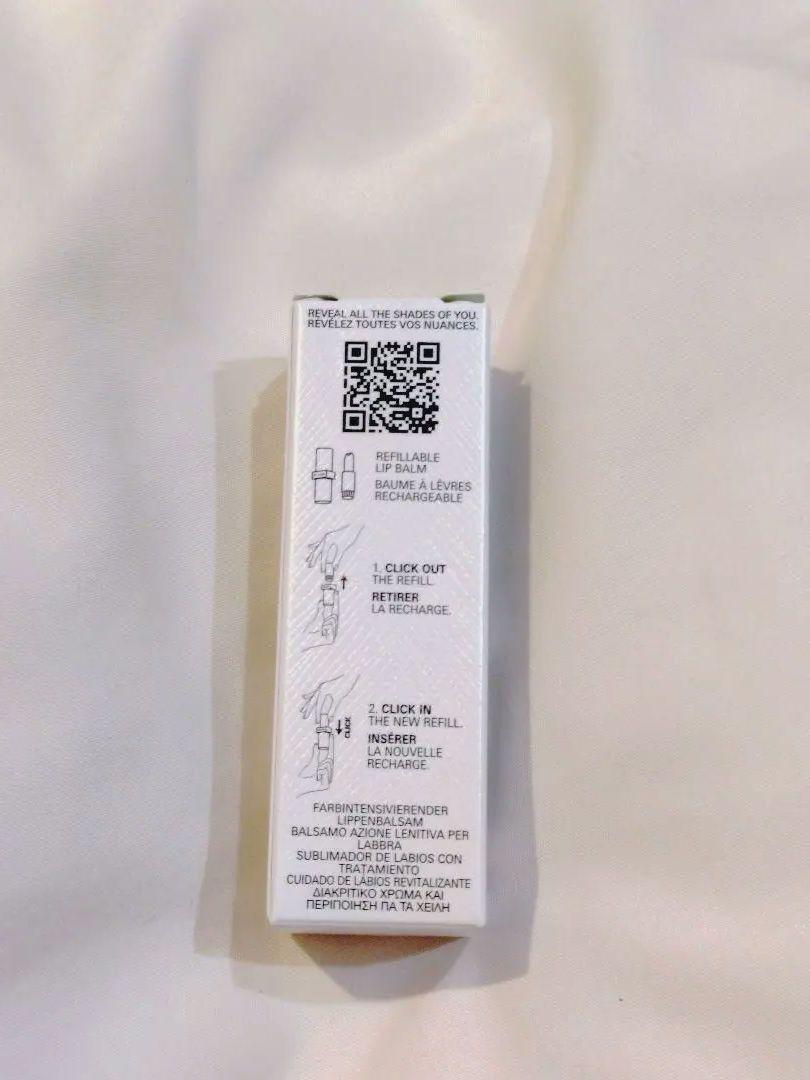 REVEAL ALL THE SHADES OF YOU.
RÉVÉLEZ TOUTES VOS NUANCES.
REFILLABLE
LIP BALM
BAUME À LÈVRES
RECHARGEABLE
1. CLICK OUT
THE REFILL.
RETIRER
LA RECHARGE.
2. CLICK IN
THE NEW REFILL.
CLICK
INSÉRER
LA NOUVELLE
RECHARGE.
FARBINTENSIVIERENDER
LIPPENBALSAM
BALSAMO AZIONE LENITIVA PER
LABBRA
SUBLIMADOR DE LABIOS CON
TRATAMIENTO
CUIDADO DE LÁBIOS REVITALIZANTE
ΔΙΑΚΡΙΤΙΚΟ ΧΡΩΜΑ ΚΑΙ
ΠΕΡΙΠΟΙΗΣΗ ΓΙΑ ΤΑ ΧΕΙΛΗ